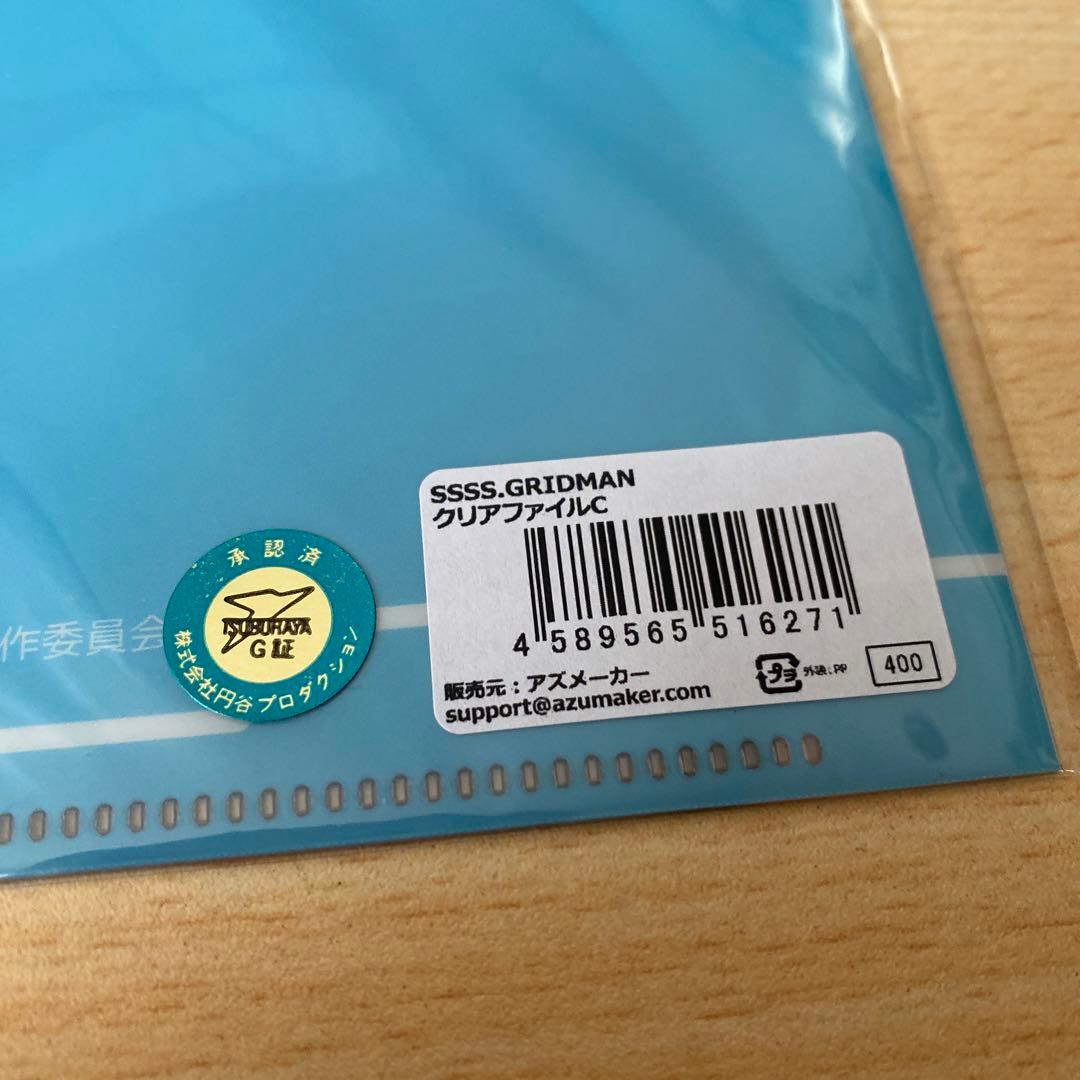 SSSS.GRIDMAN
クリアファイルC
4 589565 516271
販売元:アズメーカー
support@azumaker.com
プラ
外装:PP
400
承認済
TSUBURAYA
G証
株式会社円谷プロダクション
作委員会